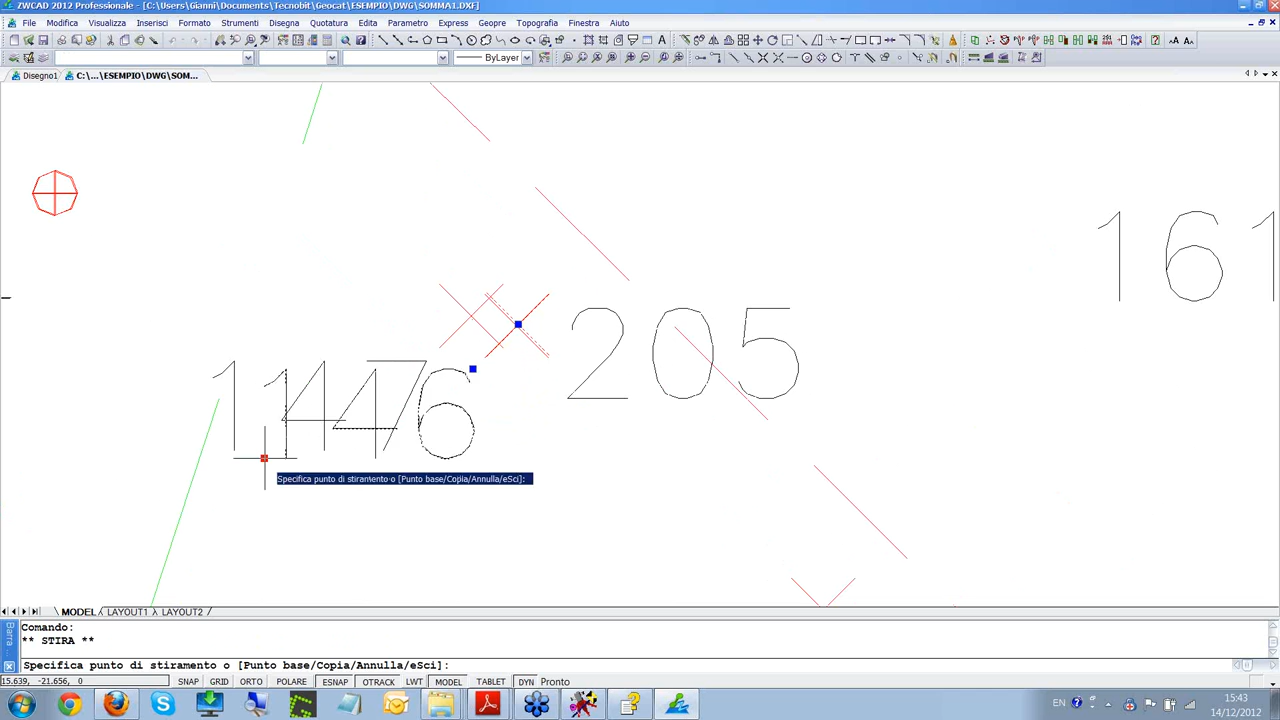 ZWCAD 2012 Professionale - [C:\Users\Gianni\Documents\Tecnobit\Geocat\ESEMPIO\DWG\SOMMA1.DXF]
File Modifica Visualizza Inserisci Formato Strumenti Disegna Quotatura Edita Parametro Express Geopre Topografia Finestra Aiuto
ByLayer
Disegno1 C:\...\ESEMPIO\DWG\SOM...
161
205
147
146
Specifica punto di stiramento o [Punto base/Copia/Annulla/eSci]:
MODEL LAYOUT1 LAYOUT2
Barra
Comando:
** STIRA **
Specifica punto di stiramento o [Punto base/Copia/Annulla/eSci]:
15.639, -21.656, 0 SNAP GRID ORTO POLARE ESNAP OTRACK LWT MODEL TABLET DYN Pronto
EN 15:43
14/12/2012